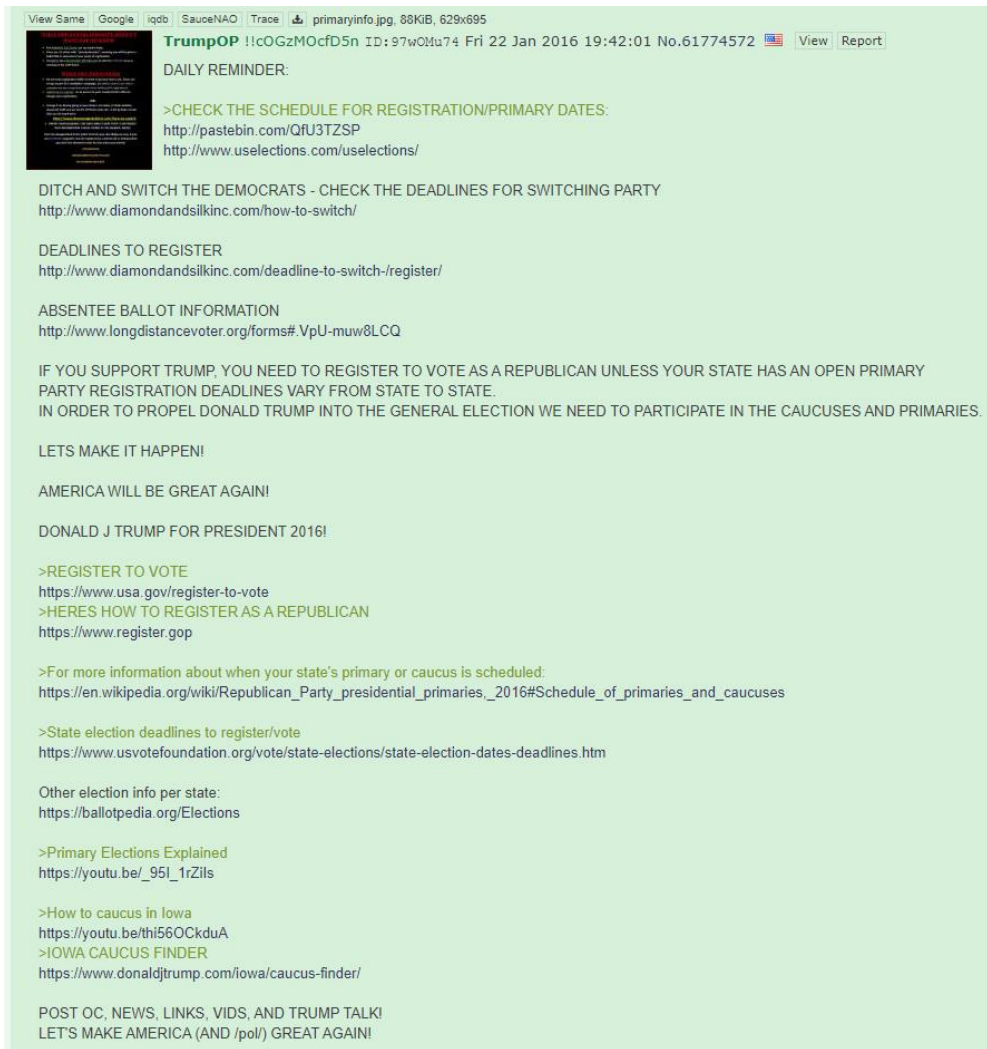 View Same Google iqdb SauceNAO Trace primaryinfo.jpg, 88KiB, 629x695
TrumpOP !!cOGzMOcfD5n ID:97wOMu74 Fri 22 Jan 2016 19:42:01 No.61774572 View Report
DAILY REMINDER:
>CHECK THE SCHEDULE FOR REGISTRATION/PRIMARY DATES:
http://pastebin.com/QfU3TZSP
http://www.uselections.com/uselections/
DITCH AND SWITCH THE DEMOCRATS - CHECK THE DEADLINES FOR SWITCHING PARTY
http://www.diamondandsilkinc.com/how-to-switch/
DEADLINES TO REGISTER
http://www.diamondandsilkinc.com/deadline-to-switch-/register/
ABSENTEE BALLOT INFORMATION
http://www.longdistancevoter.org/forms#.VpU-muw8LCQ
IF YOU SUPPORT TRUMP, YOU NEED TO REGISTER TO VOTE AS A REPUBLICAN UNLESS YOUR STATE HAS AN OPEN PRIMARY
PARTY REGISTRATION DEADLINES VARY FROM STATE TO STATE.
IN ORDER TO PROPEL DONALD TRUMP INTO THE GENERAL ELECTION WE NEED TO PARTICIPATE IN THE CAUCUSES AND PRIMARIES.
LETS MAKE IT HAPPEN!
AMERICA WILL BE GREAT AGAIN!
DONALD J TRUMP FOR PRESIDENT 2016!
>REGISTER TO VOTE
https://www.usa.gov/register-to-vote
>HERES HOW TO REGISTER AS A REPUBLICAN
https://www.register.gop
>For more information about when your state's primary or caucus is scheduled:
https://en.wikipedia.org/wiki/Republican_Party_presidential_primaries,_2016#Schedule_of_primaries_and_caucuses
>State election deadlines to register/vote
https://www.usvotefoundation.org/vote/state-elections/state-election-dates-deadlines.htm
Other election info per state:
https://ballotpedia.org/Elections
>Primary Elections Explained
https://youtu.be/_95I_1rZiIs
>How to caucus in Iowa
https://youtu.be/thi56OCkduA
>IOWA CAUCUS FINDER
https://www.donaldjtrump.com/iowa/caucus-finder/
POST OC, NEWS, LINKS, VIDS, AND TRUMP TALK!
LET'S MAKE AMERICA (AND /pol/) GREAT AGAIN!